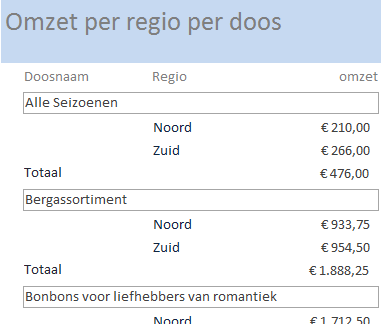 Omzet per regio per doos
Doosnaam Regio omzet
Alle Seizoenen
Noord € 210,00
Zuid € 266,00
Totaal € 476,00
Bergassortiment
Noord € 933,75
Zuid € 954,50
Totaal € 1.888,25
Bonbons voor liefhebbers van romantiek
Noord € 1.712,50